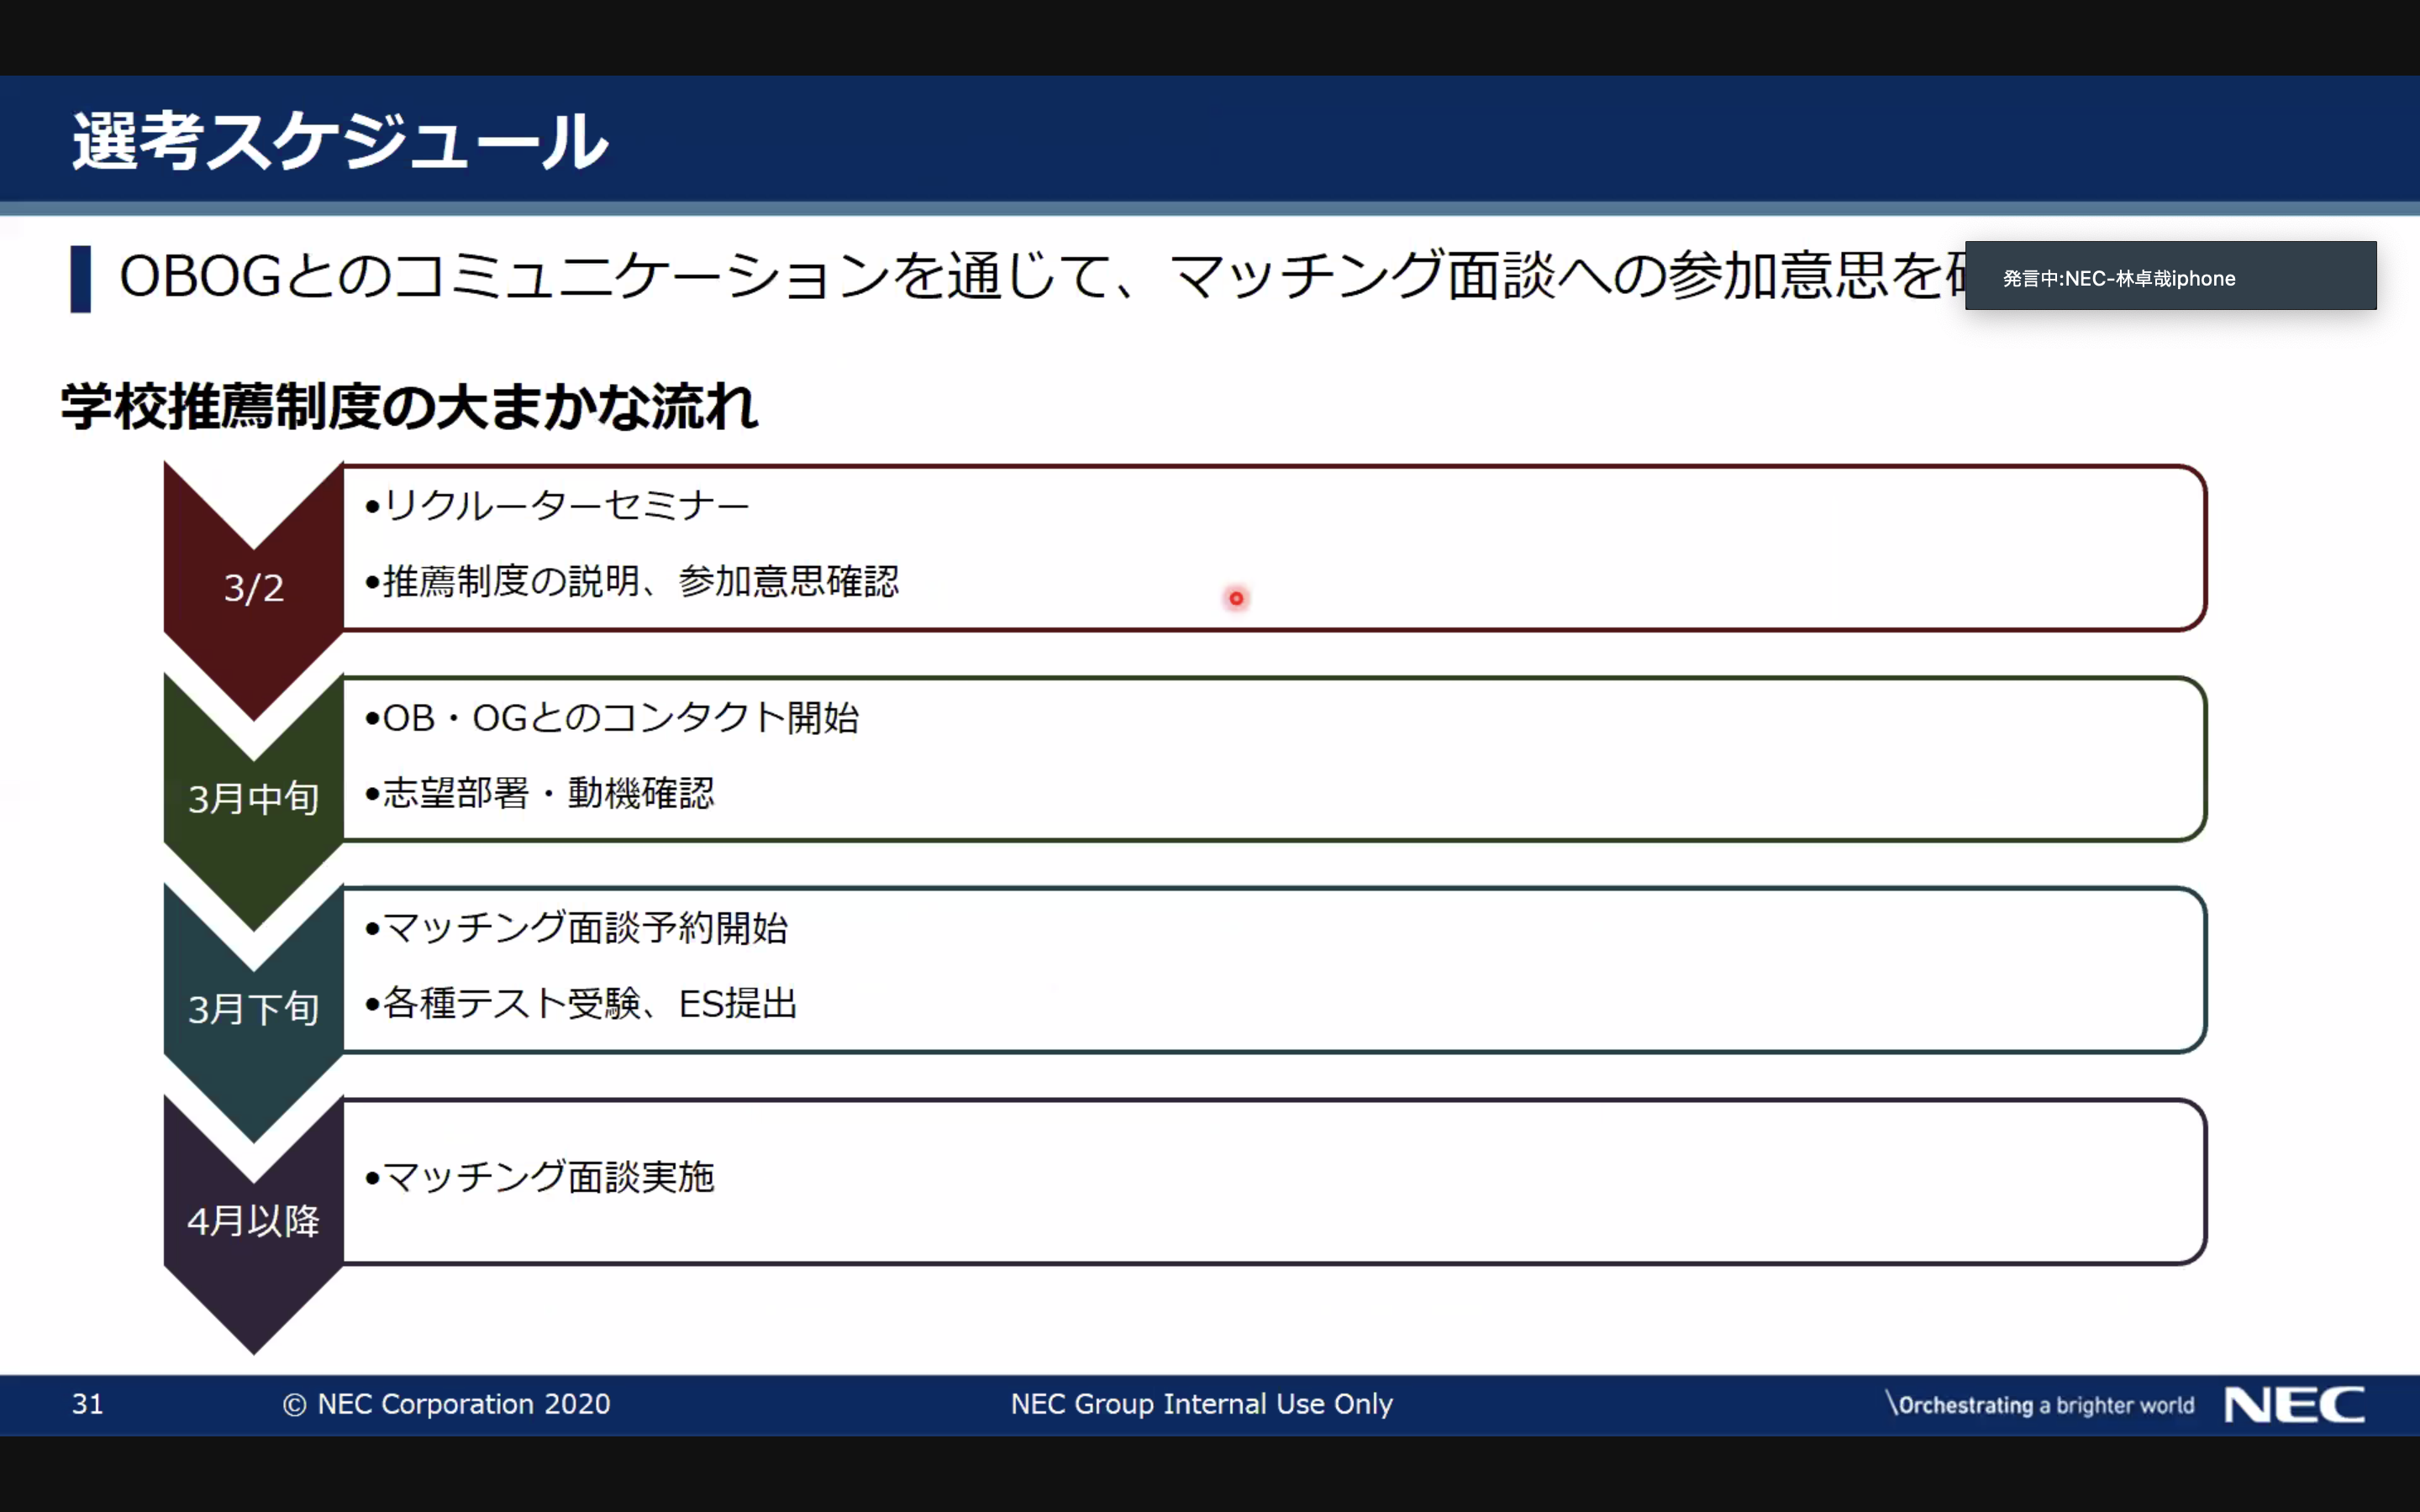 選考スケジュール
OBOGとのコミュニケーションを通じて、マッチング面談への参加意思を
発言中:NEC-林卓哉iphone
学校推薦制度の大まかな流れ
3/2
•リクルーターセミナー
•推薦制度の説明、参加意思確認
3月中旬
•OB・OGとのコンタクト開始
•志望部署・動機確認
3月下旬
•マッチング面談予約開始
•各種テスト受験、ES提出
4月以降
•マッチング面談実施
31
© NEC Corporation 2020
NEC Group Internal Use Only
\Orchestrating a brighter world
NEC